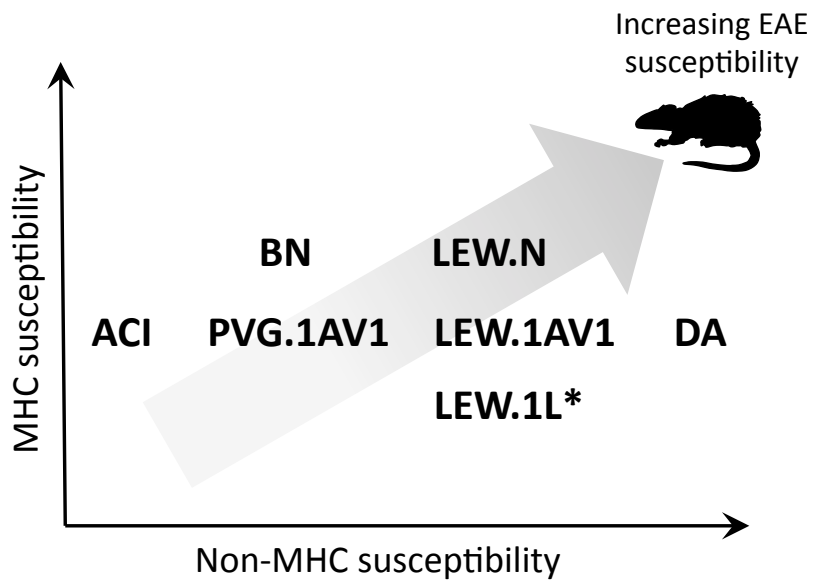 Increasing EAE
susceptibility
MHC susceptibility
BN LEW.N
ACI PVG.1AV1 LEW.1AV1 DA
LEW.1L*
Non-MHC susceptibility